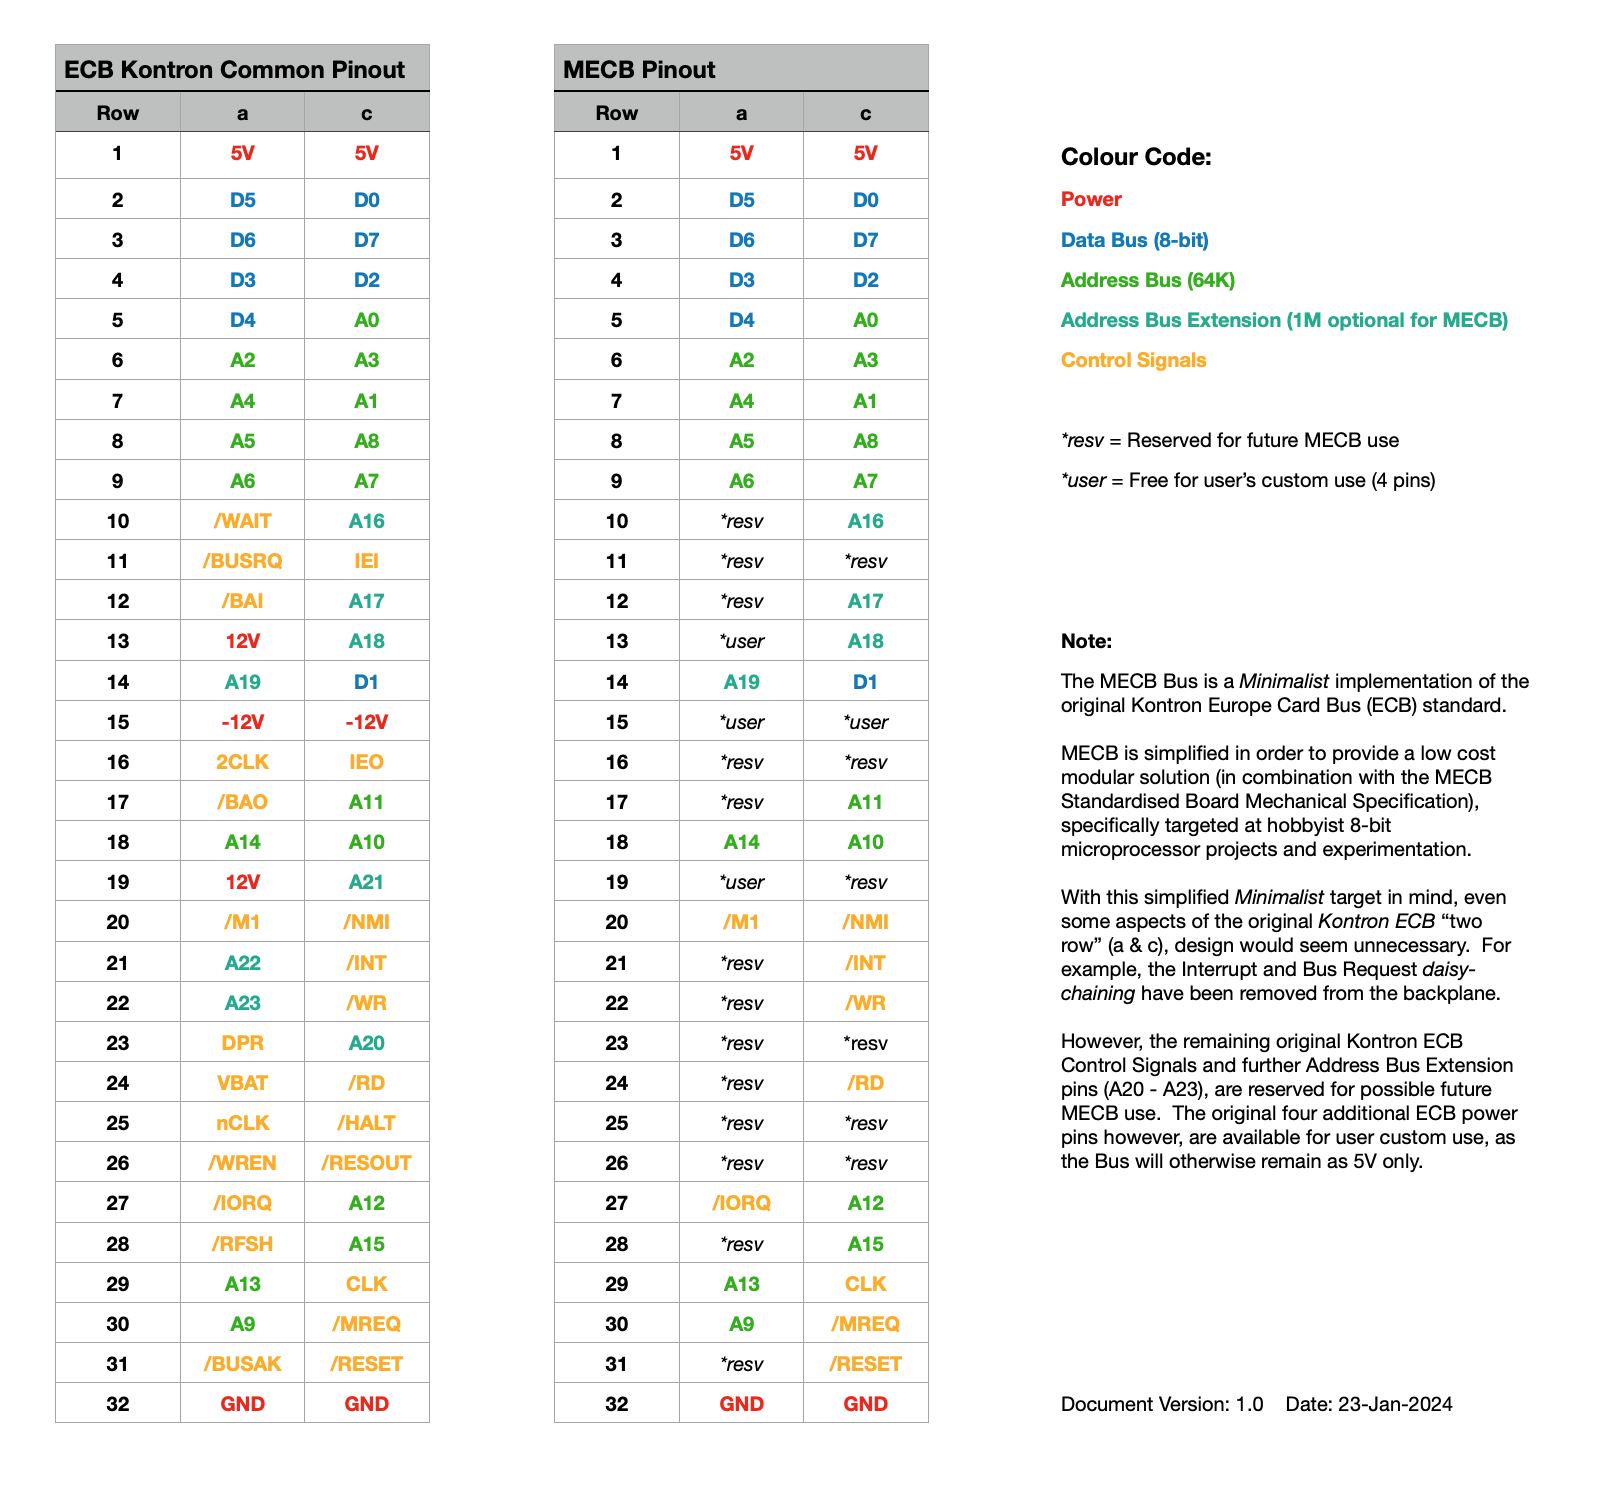 ECB Kontron Common Pinout
Row a c
1 5V 5V
2 D5 D0
3 D6 D7
4 D3 D2
5 D4 A0
6 A2 A3
7 A4 A1
8 A5 A8
9 A6 A7
10 /WAIT A16
11 /BUSRQ IEI
12 /BAI A17
13 12V A18
14 A19 D1
15 -12V -12V
16 2CLK IEO
17 /BAO A11
18 A14 A10
19 12V A21
20 /M1 /NMI
21 A22 /INT
22 A23 /WR
23 DPR A20
24 VBAT /RD
25 nCLK /HALT
26 /WREN /RESOUT
27 /IORQ A12
28 /RFSH A15
29 A13 CLK
30 A9 /MREQ
31 /BUSAK /RESET
32 GND GND
MECB Pinout
Row a c
1 5V 5V
2 D5 D0
3 D6 D7
4 D3 D2
5 D4 A0
6 A2 A3
7 A4 A1
8 A5 A8
9 A6 A7
10 *resv A16
11 *resv *resv
12 *resv A17
13 *user A18
14 A19 D1
15 *user *user
16 *resv *resv
17 *resv A11
18 A14 A10
19 *user *resv
20 /M1 /NMI
21 *resv /INT
22 *resv /WR
23 *resv *resv
24 *resv /RD
25 *resv *resv
26 *resv *resv
27 /IORQ A12
28 *resv A15
29 A13 CLK
30 A9 /MREQ
31 *resv /RESET
32 GND GND
Colour Code:
Power
Data Bus (8-bit)
Address Bus (64K)
Address Bus Extension (1M optional for MECB)
Control Signals
*resv = Reserved for future MECB use
*user = Free for user’s custom use (4 pins)
Note:
The MECB Bus is a Minimalist implementation of the
original Kontron Europe Card Bus (ECB) standard.
MECB is simplified in order to provide a low cost
modular solution (in combination with the MECB
Standardised Board Mechanical Specification),
specifically targeted at hobbyist 8-bit
microprocessor projects and experimentation.
With this simplified Minimalist target in mind, even
some aspects of the original Kontron ECB “two
row” (a & c), design would seem unnecessary. For
example, the Interrupt and Bus Request daisy-
chaining have been removed from the backplane.
However, the remaining original Kontron ECB
Control Signals and further Address Bus Extension
pins (A20 - A23), are reserved for possible future
MECB use. The original four additional ECB power
pins however, are available for user custom use, as
the Bus will otherwise remain as 5V only.
Document Version: 1.0 Date: 23-Jan-2024